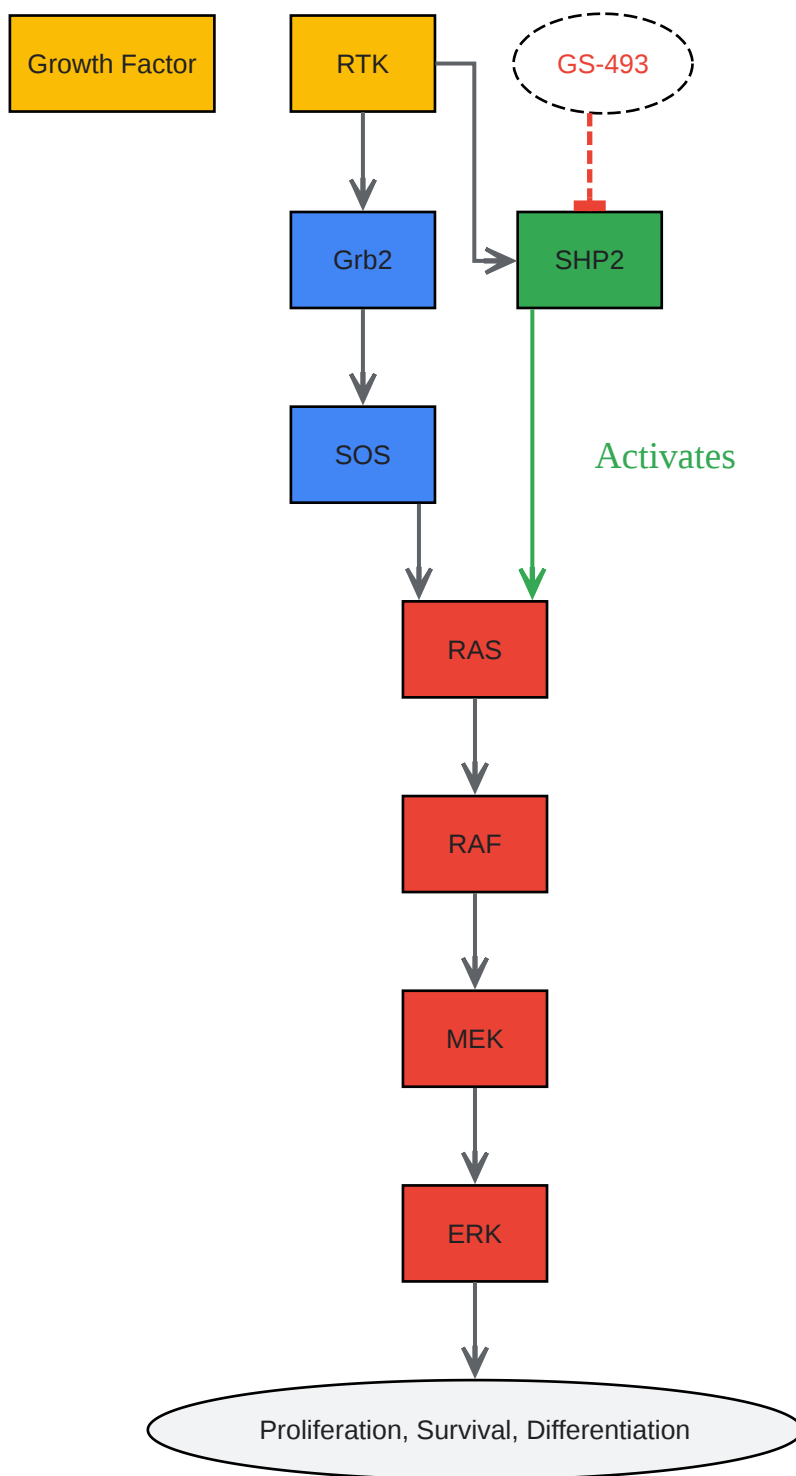 Growth Factor
RTK
GS-493
Grb2
SHP2
SOS
Activates
RAS
RAF
MEK
ERK
Proliferation, Survival, Differentiation